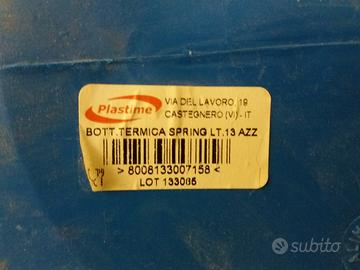 Plastime
VIA DEL LAVORO, 19
CASTEGNERO (VI) - IT
BOTT.TERMICA SPRING LT.13 AZZ
> 8008133007158 <
LOT 133085
subito